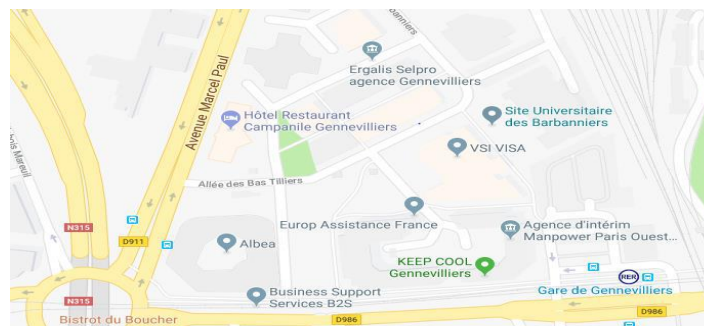 Barbanniers
Ergalis Selpro
agence Gennevilliers
Avenue Marcel Paul
Hôtel Restaurant
Campanile Gennevilliers
Site Universitaire
des Barbanniers
VSI VISA
Allée des Bas Tilliers
Europ Assistance France
Agence d'intérim
Manpower Paris Ouest...
N315
D911
Albea
KEEP COOL
Gennevilliers
RER
Gare de Gennevilliers
Business Support
Services B2S
N315
Bistrot du Boucher
D986
D986